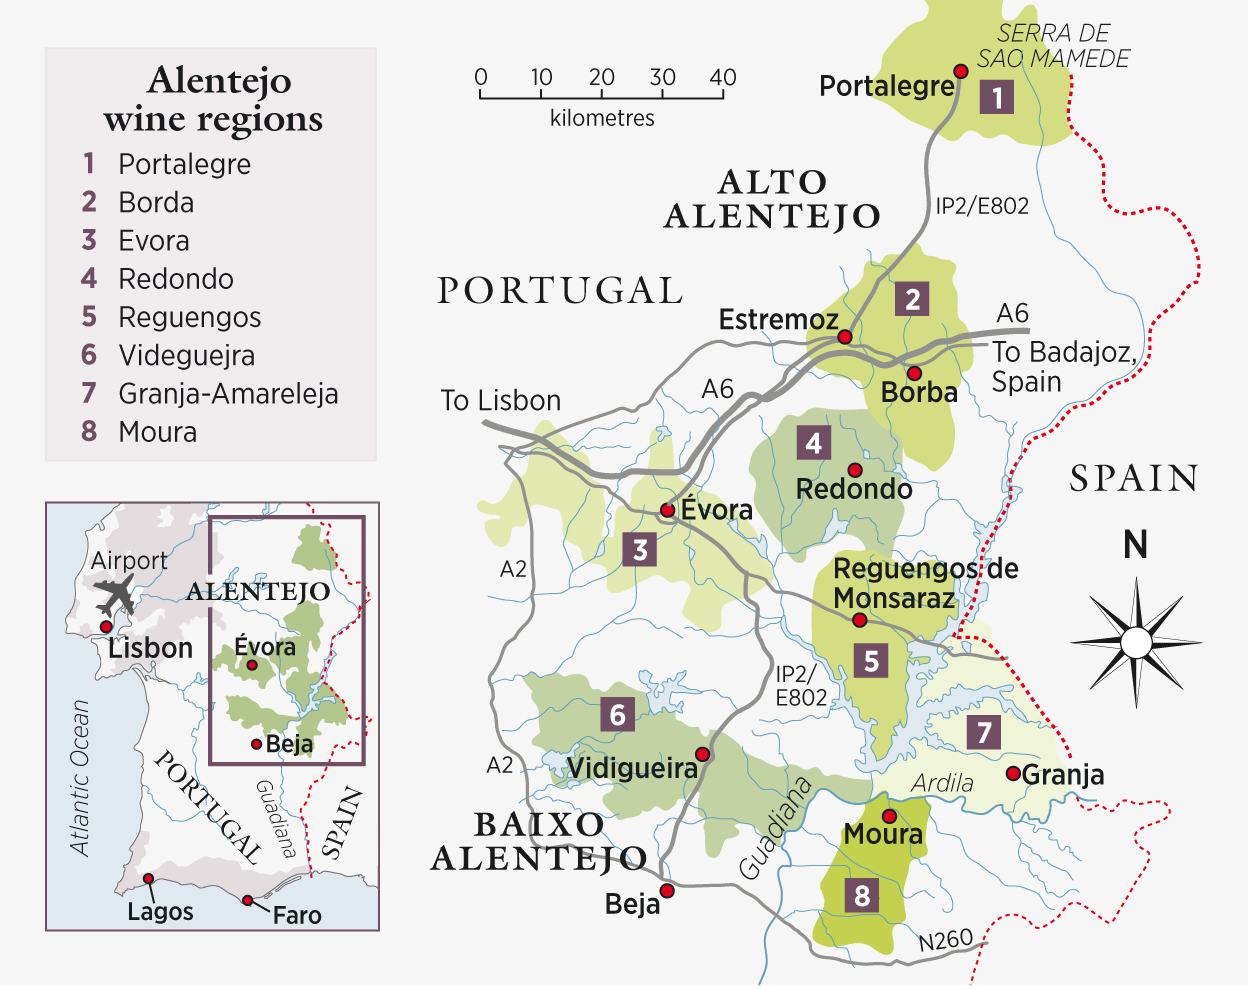 Alentejo
wine regions
1 Portalegre
2 Borda
3 Evora
4 Redondo
5 Reguengos
6 Videguejra
7 Granja-Amareleja
8 Moura
0 10 20 30 40
kilometres
SERRA DE
SAO MAMEDE
Portalegre
1
ALTO
ALENTEJO
IP2/E802
PORTUGAL
2
Estremoz
A6
To Badajoz,
Spain
A6
Borba
To Lisbon
4
Redondo
SPAIN
Évora
3
N
A2
Reguengos de
Monsaraz
5
IP2/
E802
6
7
A2
Vidigueira
Granja
Ardila
Guadiana
BAIXO
ALENTEJO
Moura
8
Beja
N260
Airport
ALENTEJO
Lisbon
Évora
Beja
Atlantic Ocean
PORTUGAL
Guadiana
SPAIN
Lagos
Faro